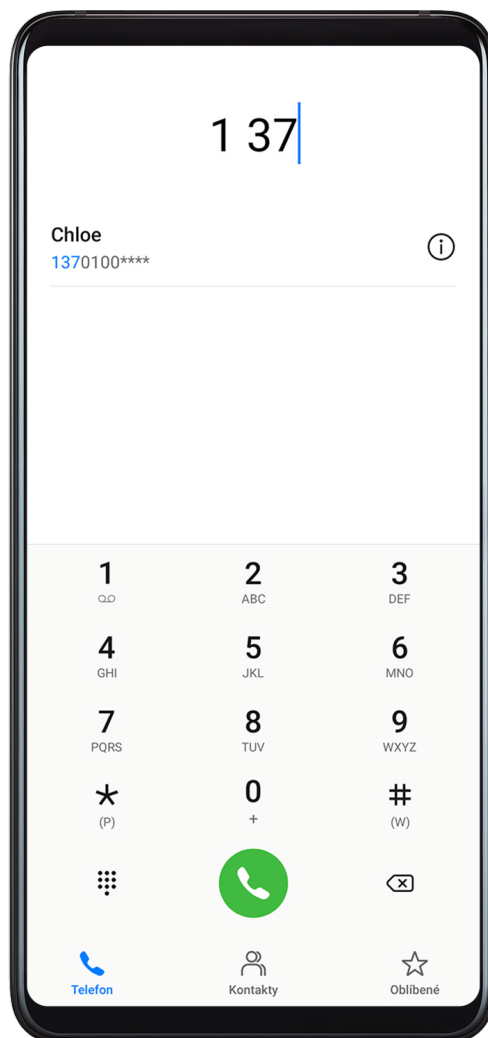 1 37
Chloe
1370100****
1 2 3
ABC DEF
4 5 6
GHI JKL MNO
7 8 9
PQRS TUV WXYZ
* 0 #
(P) + (W)
Telefon Kontakty Oblíbené